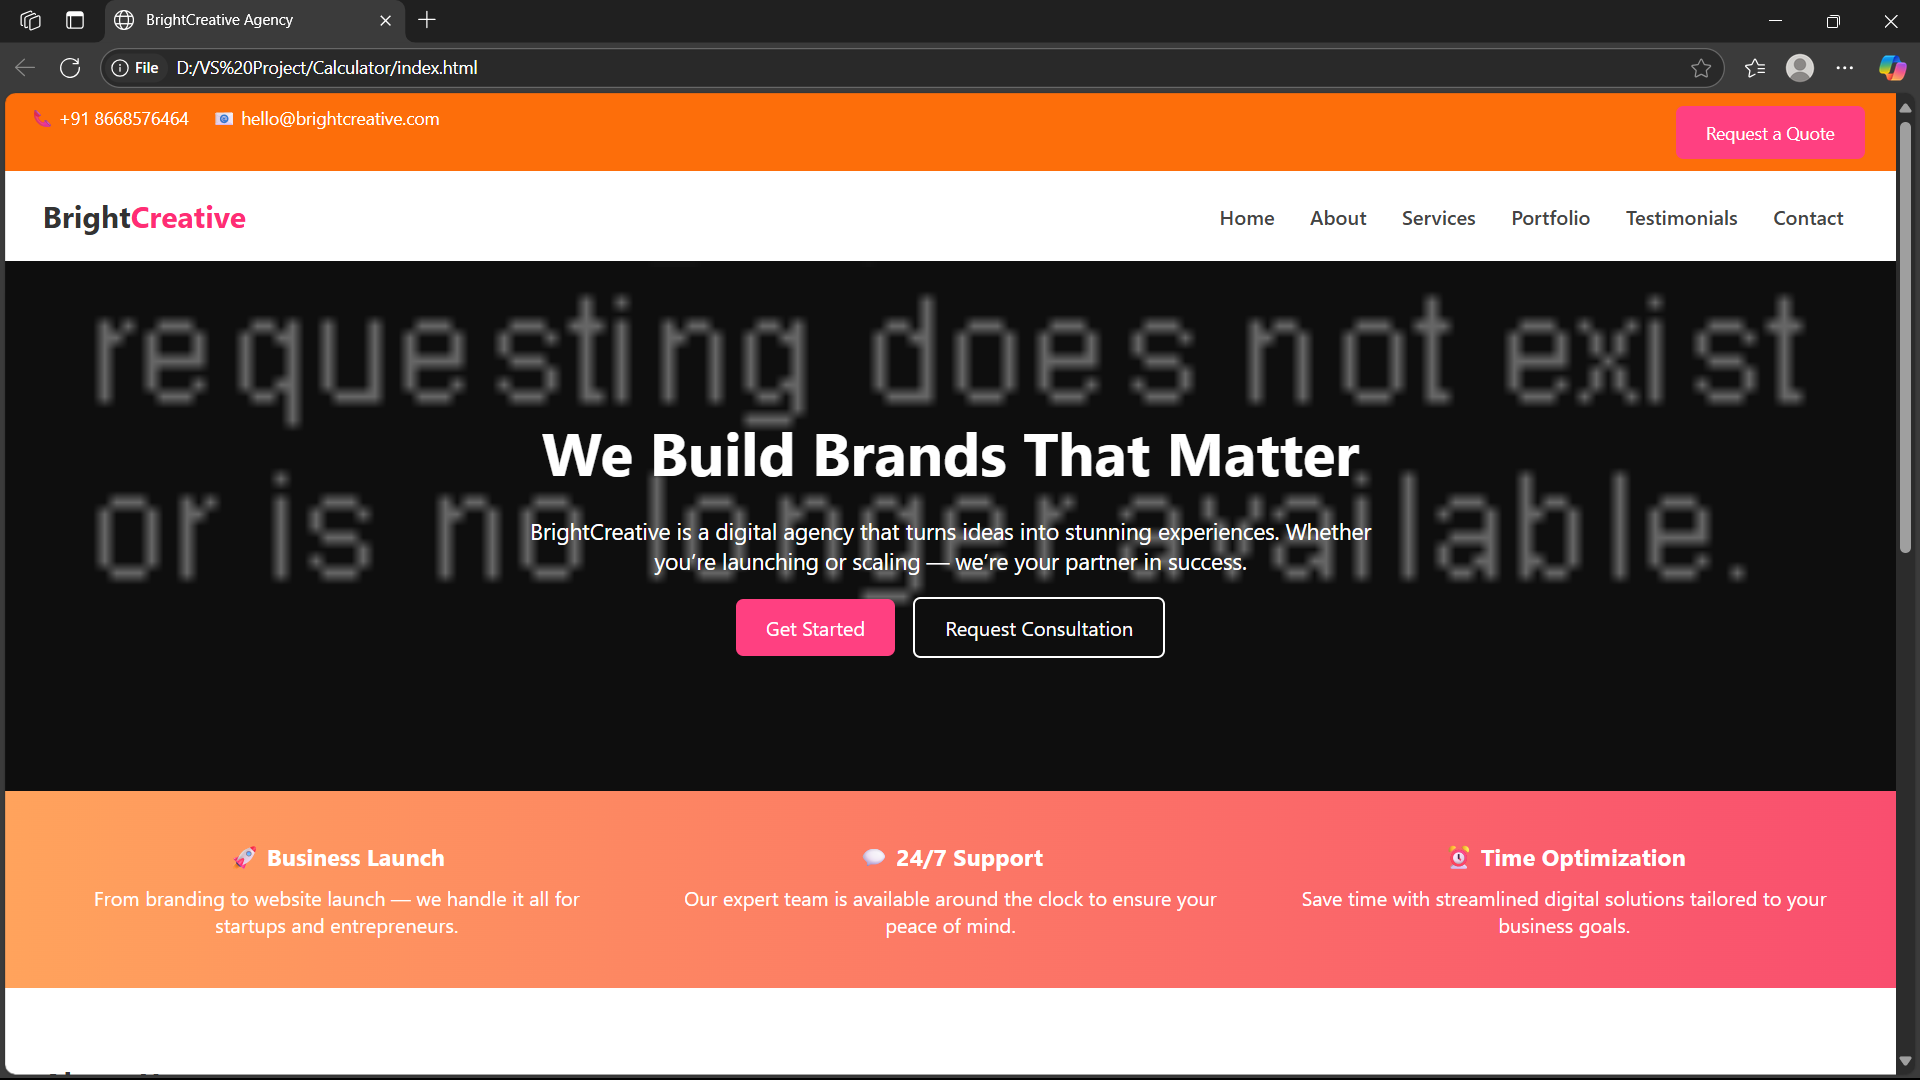 BrightCreative Agency
File D:/VS%20Project/Calculator/index.html
+91 8668576464 hello@brightcreative.com
Request a Quote
BrightCreative
Home About Services Portfolio Testimonials Contact
requesting does not exist
We Build Brands That Matter
or is no longer available.
BrightCreative is a digital agency that turns ideas into stunning experiences. Whether
you’re launching or scaling — we’re your partner in success.
Get Started Request Consultation
Business Launch
From branding to website launch — we handle it all for
startups and entrepreneurs.
24/7 Support
Our expert team is available around the clock to ensure your
peace of mind.
Time Optimization
Save time with streamlined digital solutions tailored to your
business goals.